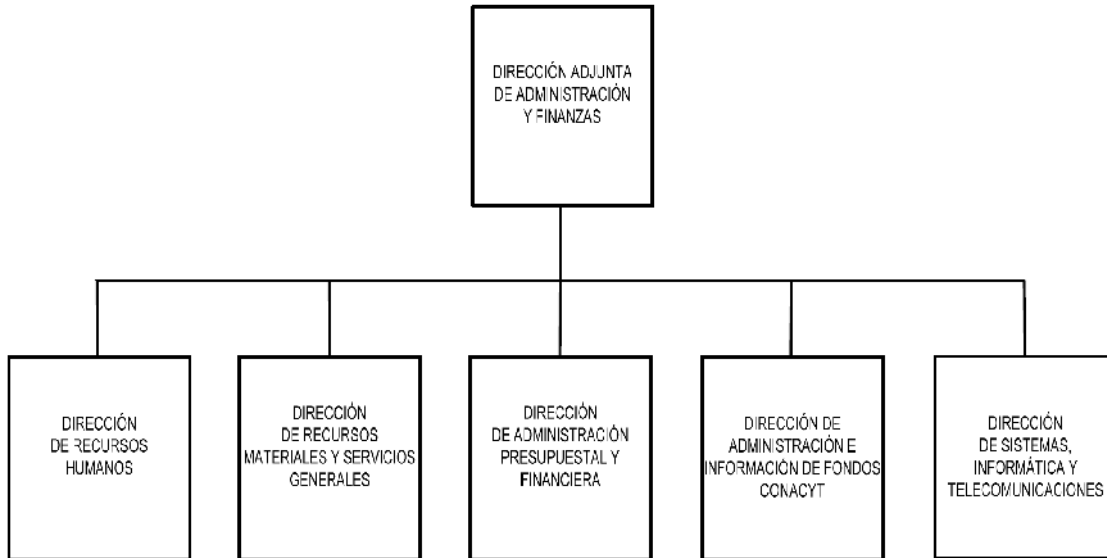 DIRECCIÓN ADJUNTA
DE ADMINISTRACIÓN
Y FINANZAS
DIRECCIÓN
DE RECURSOS
HUMANOS
DIRECCIÓN
DE RECURSOS
MATERIALES Y SERVICIOS
GENERALES
DIRECCIÓN
DE ADMINISTRACIÓN
PRESUPUESTAL Y
FINANCIERA
DIRECCIÓN DE
ADMINISTRACIÓN E
INFORMACIÓN DE FONDOS
CONACYT
DIRECCIÓN
DE SISTEMAS,
INFORMÁTICA Y
TELECOMUNICACIONES